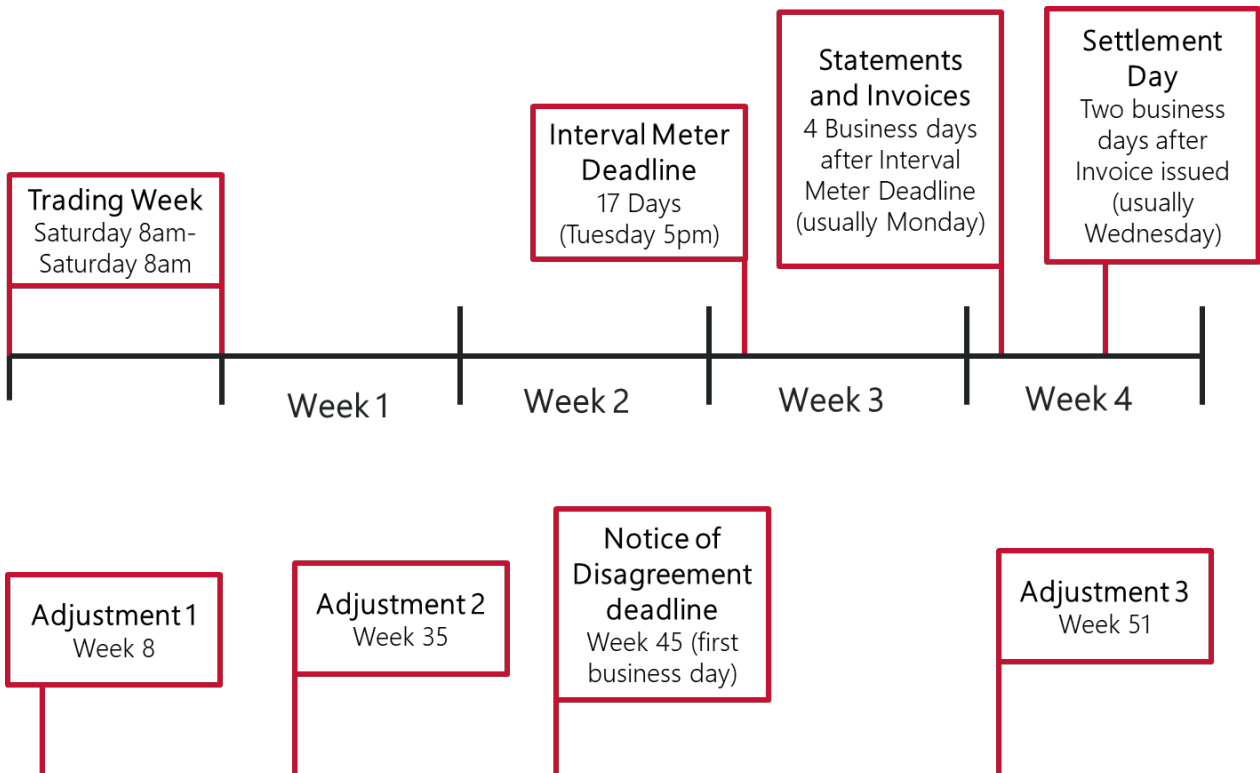 Trading Week
Saturday 8am-
Saturday 8am
Interval Meter
Deadline
17 Days
(Tuesday 5pm)
Statements
and Invoices
4 Business days
after Interval
Meter Deadline
(usually Monday)
Settlement
Day
Two business
days after
Invoice issued
(usually
Wednesday)
Week 1
Week 2
Week 3
Week 4
Adjustment 1
Week 8
Adjustment 2
Week 35
Notice of
Disagreement
deadline
Week 45 (first
business day)
Adjustment 3
Week 51